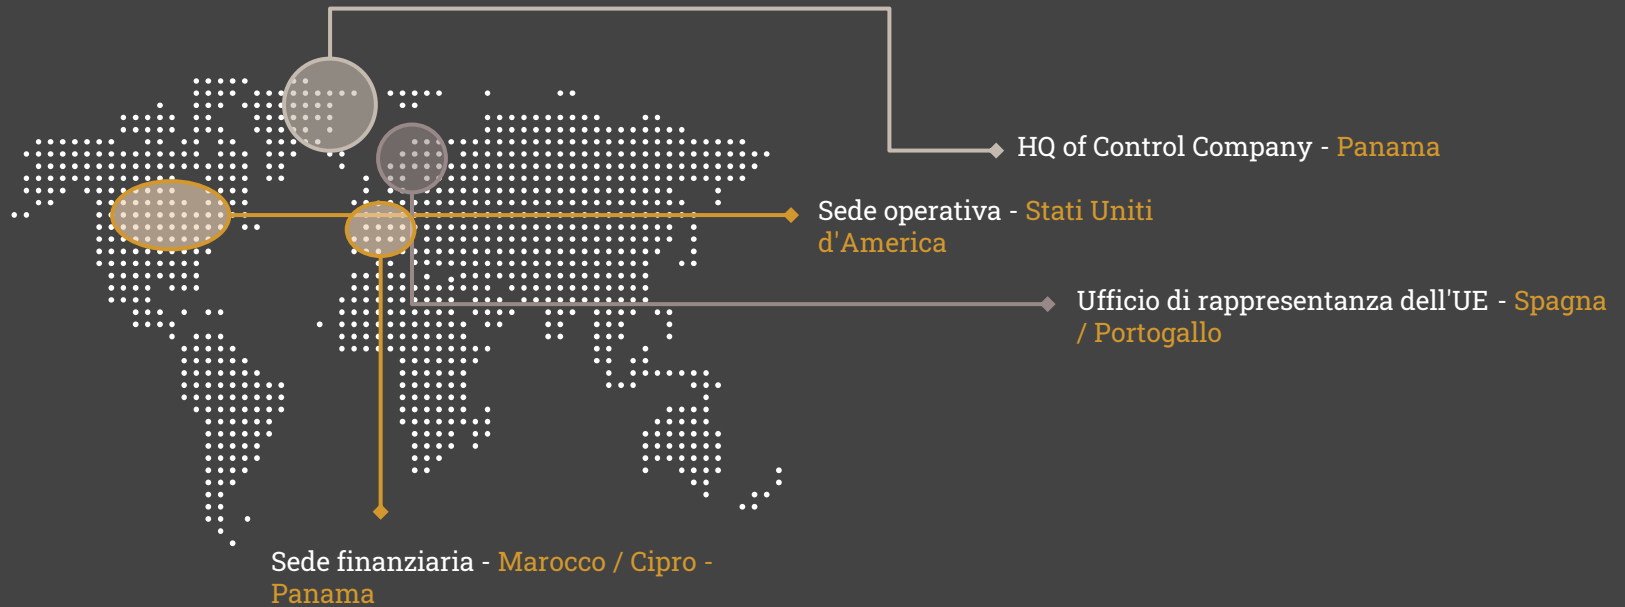 HQ of Control Company - Panama
Sede operativa - Stati Uniti
d'America
Ufficio di rappresentanza dell'UE - Spagna
/ Portogallo
Sede finanziaria - Marocco / Cipro -
Panama